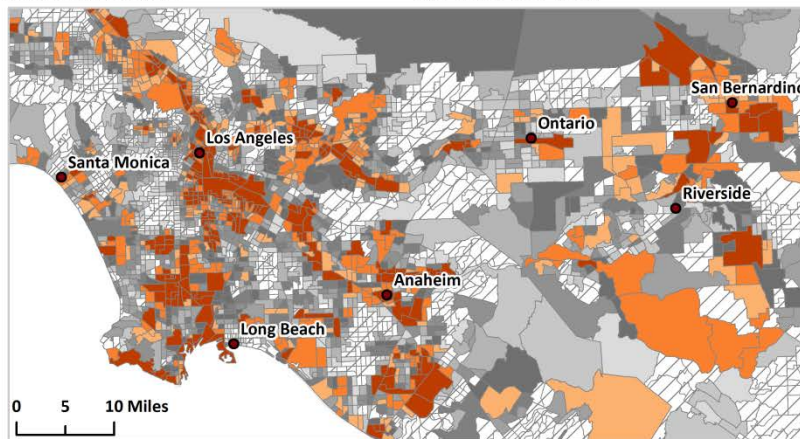 San Bernardino
Ontario
Los Angeles
Santa Monica
Riverside
Anaheim
Long Beach
0 5 10 Miles